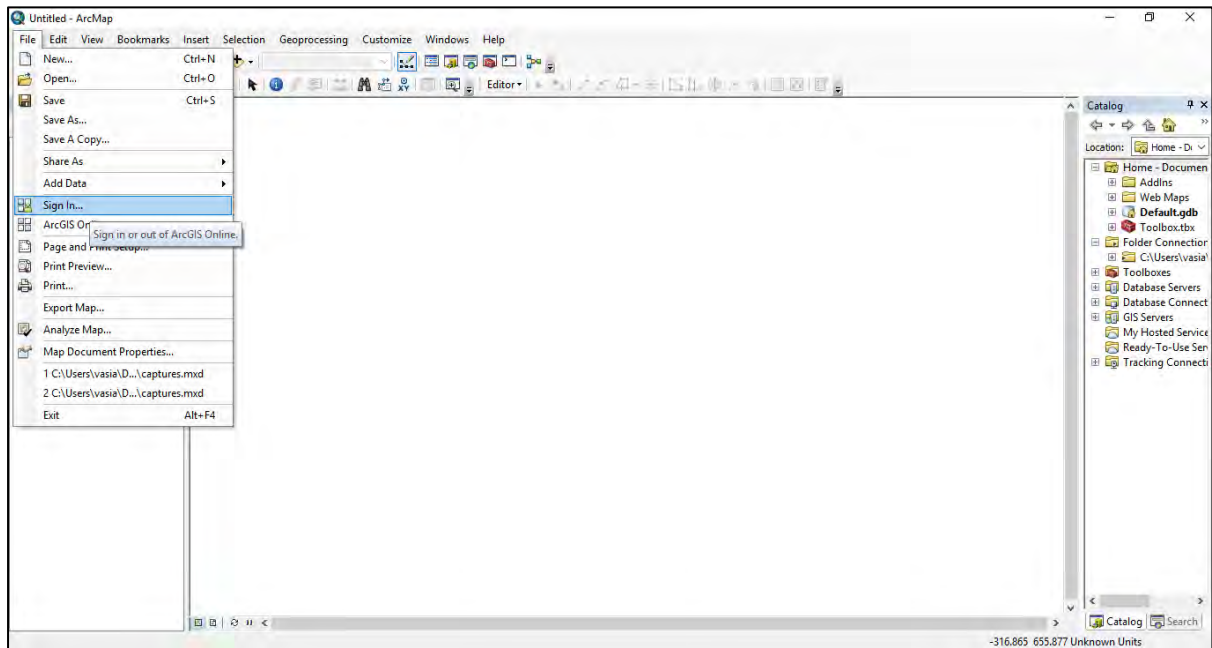 Untitled - ArcMap
File Edit View Bookmarks Insert Selection Geoprocessing Customize Windows Help
New... Ctrl+N
Open... Ctrl+O
Save Ctrl+S
Save As...
Save A Copy...
Share As
Add Data
Sign In...
ArcGIS
Sign in or out of ArcGIS Online.
Page and Print Setup...
Print Preview...
Print...
Export Map...
Analyze Map...
Map Document Properties...
1 C:\Users\vasia\D...\captures.mxd
2 C:\Users\vasia\D...\captures.mxd
Exit Alt+F4
Editor
Catalog
Location: Home - D
Home - Documen
AddIns
Web Maps
Default.gdb
Toolbox.tbx
Folder Connection
C:\Users\vasia\
Toolboxes
Database Servers
Database Connect
GIS Servers
My Hosted Service
Ready-To-Use Ser
Tracking Connecti
Catalog Search
-316.865 655.877 Unknown Units